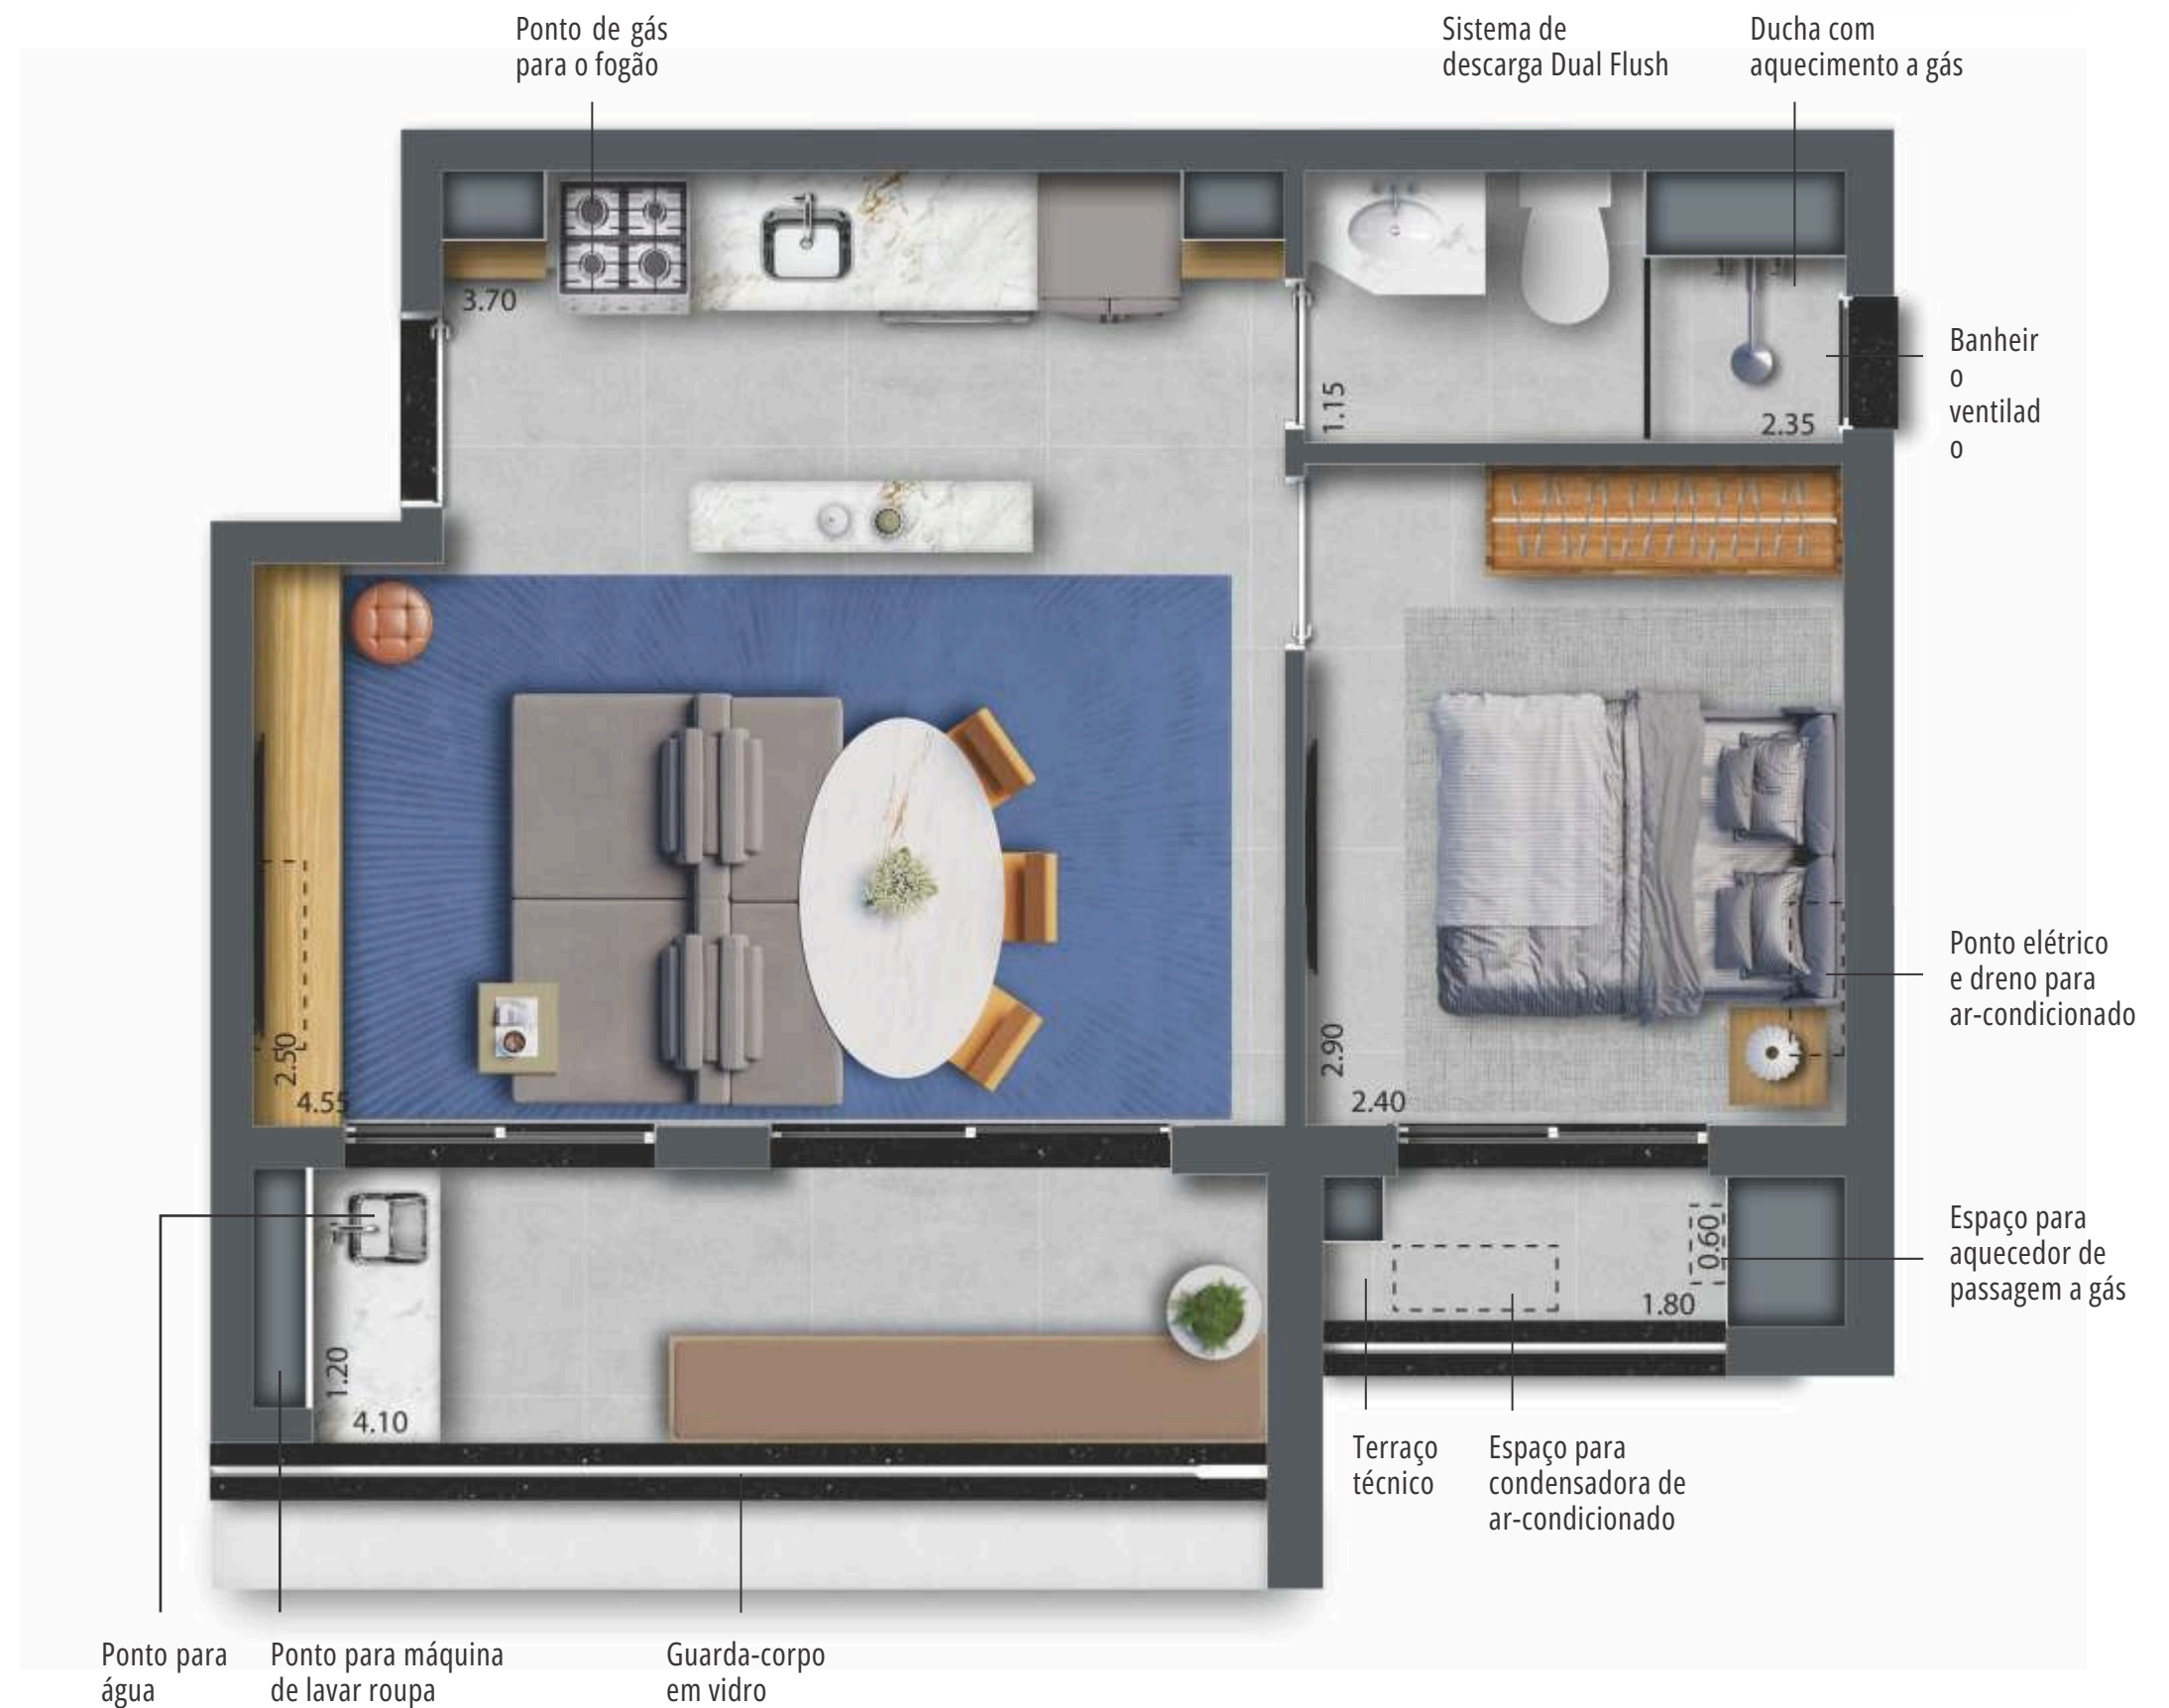 Ponto de gás
para o fogão
Sistema de
descarga Dual Flush
Ducha com
aquecimento a gás
3.70
1.15
2.35
Banheir
o
ventilad
o
2.50
4.55
2.90
2.40
Ponto elétrico
e dreno para
ar-condicionado
0.60
1.80
Espaço para
aquecedor de
passagem a gás
1.20
4.10
Terraço
técnico
Espaço para
condensadora de
ar-condicionado
Ponto para
água
Ponto para máquina
de lavar roupa
Guarda-corpo
em vidro